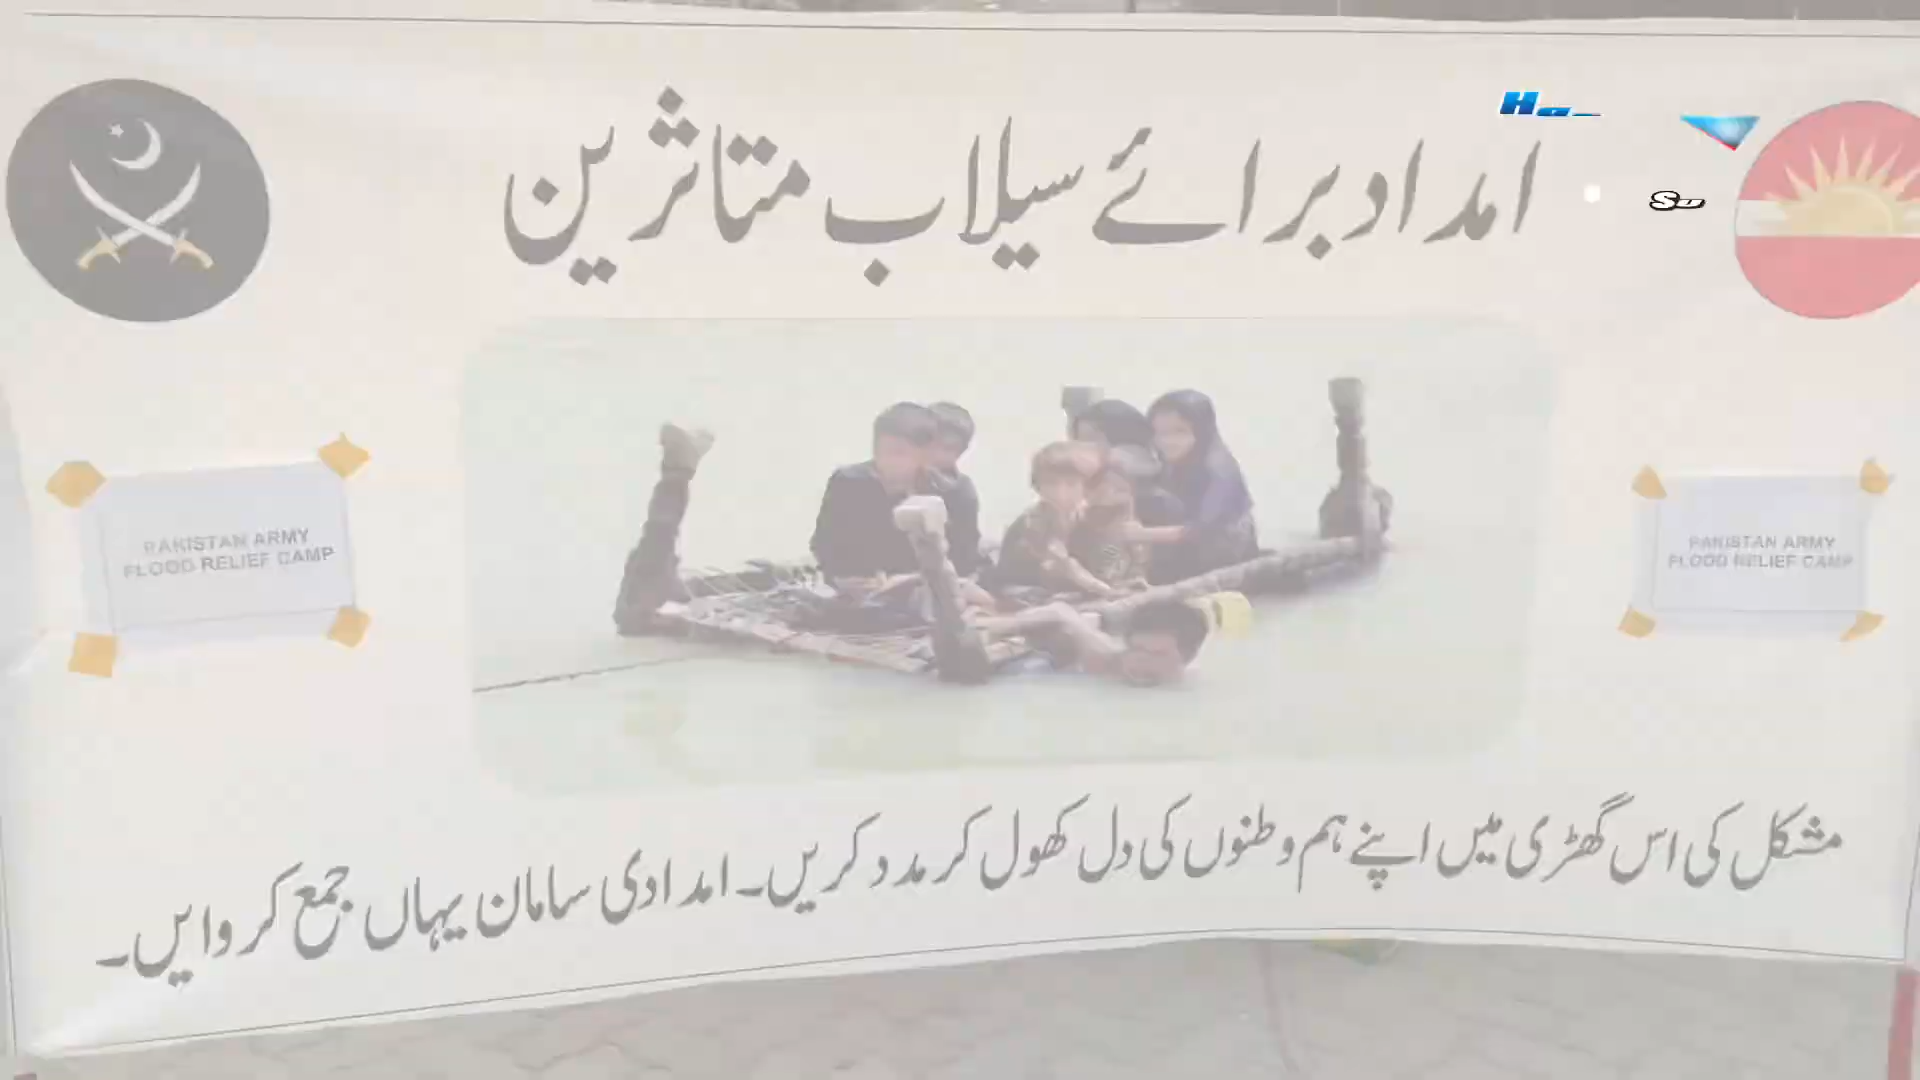 امداد برائے سیلاب متاثرین
PAKISTAN ARMY
FLOOD RELIEF CAMP
PAKISTAN ARMY
FLOOD RELIEF CAMP
مشکل کی اس گھڑی میں اپنے ہم وطنوں کی دل کھول کر مدد کریں۔ امدادی سامان یہاں جمع کروایں۔